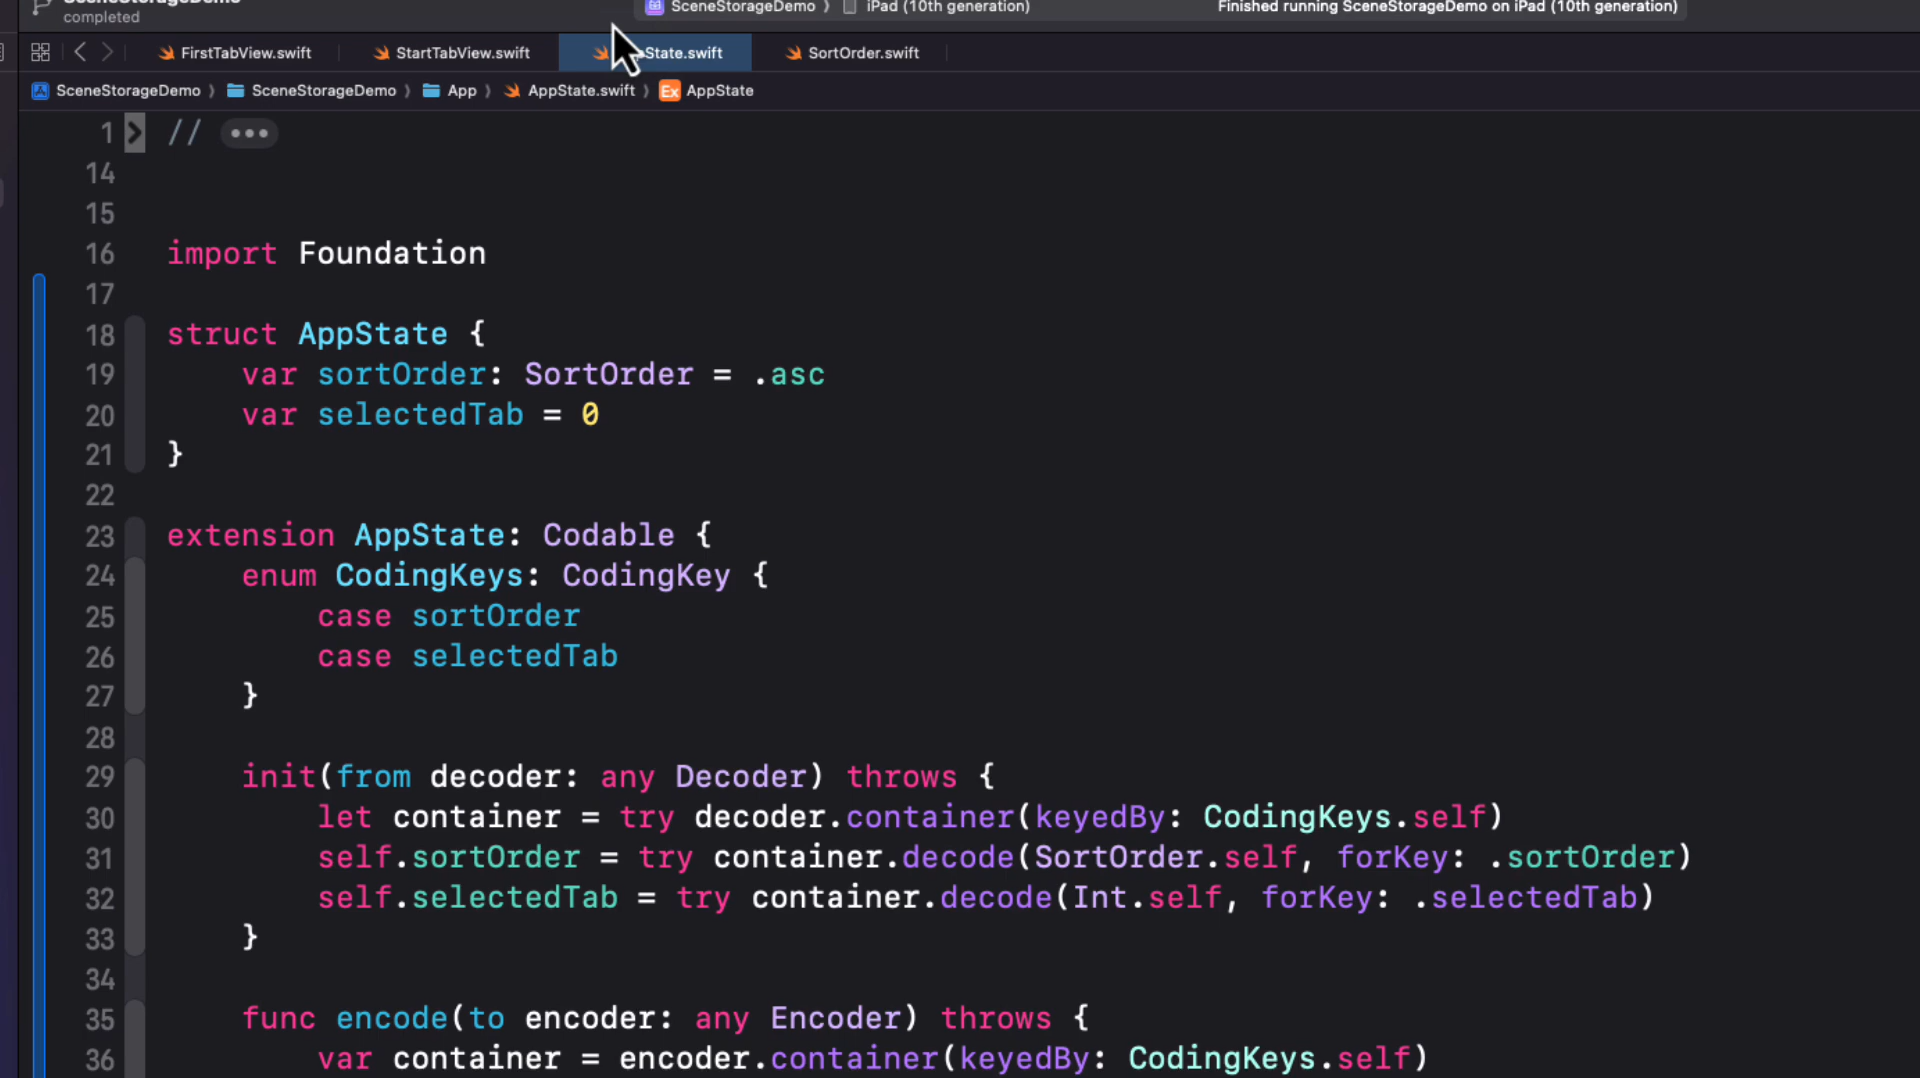 SceneStorageDemo
completed
SceneStorageDemo 〉 iPad (10th generation)
Finished running SceneStorageDemo on iPad (10th generation)
FirstTabView.swift
StartTabView.swift
State.swift
SortOrder.swift
SceneStorageDemo 〉 SceneStorageDemo 〉 App 〉 AppState.swift 〉 Ex AppState
1 // •••
14
15
16 import Foundation
17
18 struct AppState {
19 var sortOrder: SortOrder = .asc
20 var selectedTab = 0
21 }
22
23 extension AppState: Codable {
24 enum CodingKeys: CodingKey {
25 case sortOrder
26 case selectedTab
27 }
28
29 init(from decoder: any Decoder) throws {
30 let container = try decoder.container(keyedBy: CodingKeys.self)
31 self.sortOrder = try container.decode(SortOrder.self, forKey: .sortOrder)
32 self.selectedTab = try container.decode(Int.self, forKey: .selectedTab)
33 }
34
35 func encode(to encoder: any Encoder) throws {
36 var container = encoder.container(keyedBy: CodingKeys.self)